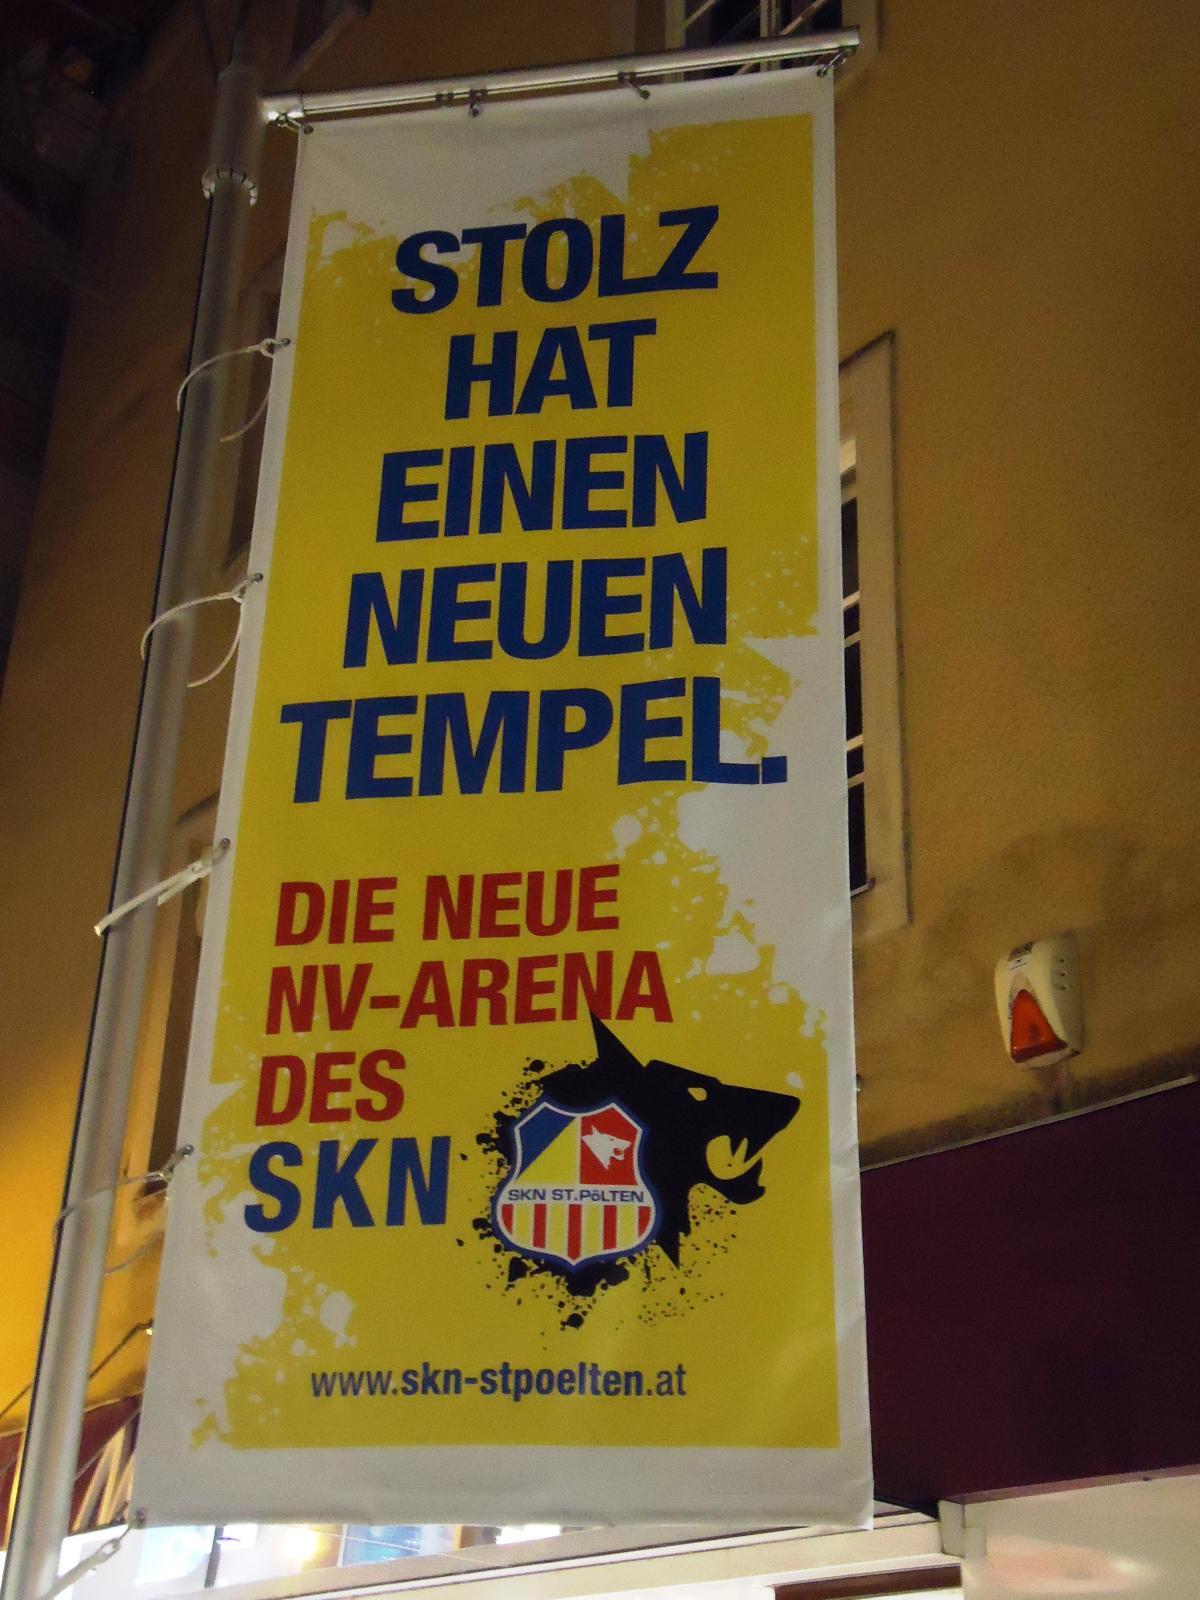 STOLZ
HAT
EINEN
NEUEN
TEMPEL.
DIE NEUE
NV-ARENA
DES
SKN
SKN ST.PöLTEN
www.skn-stpoelten.at